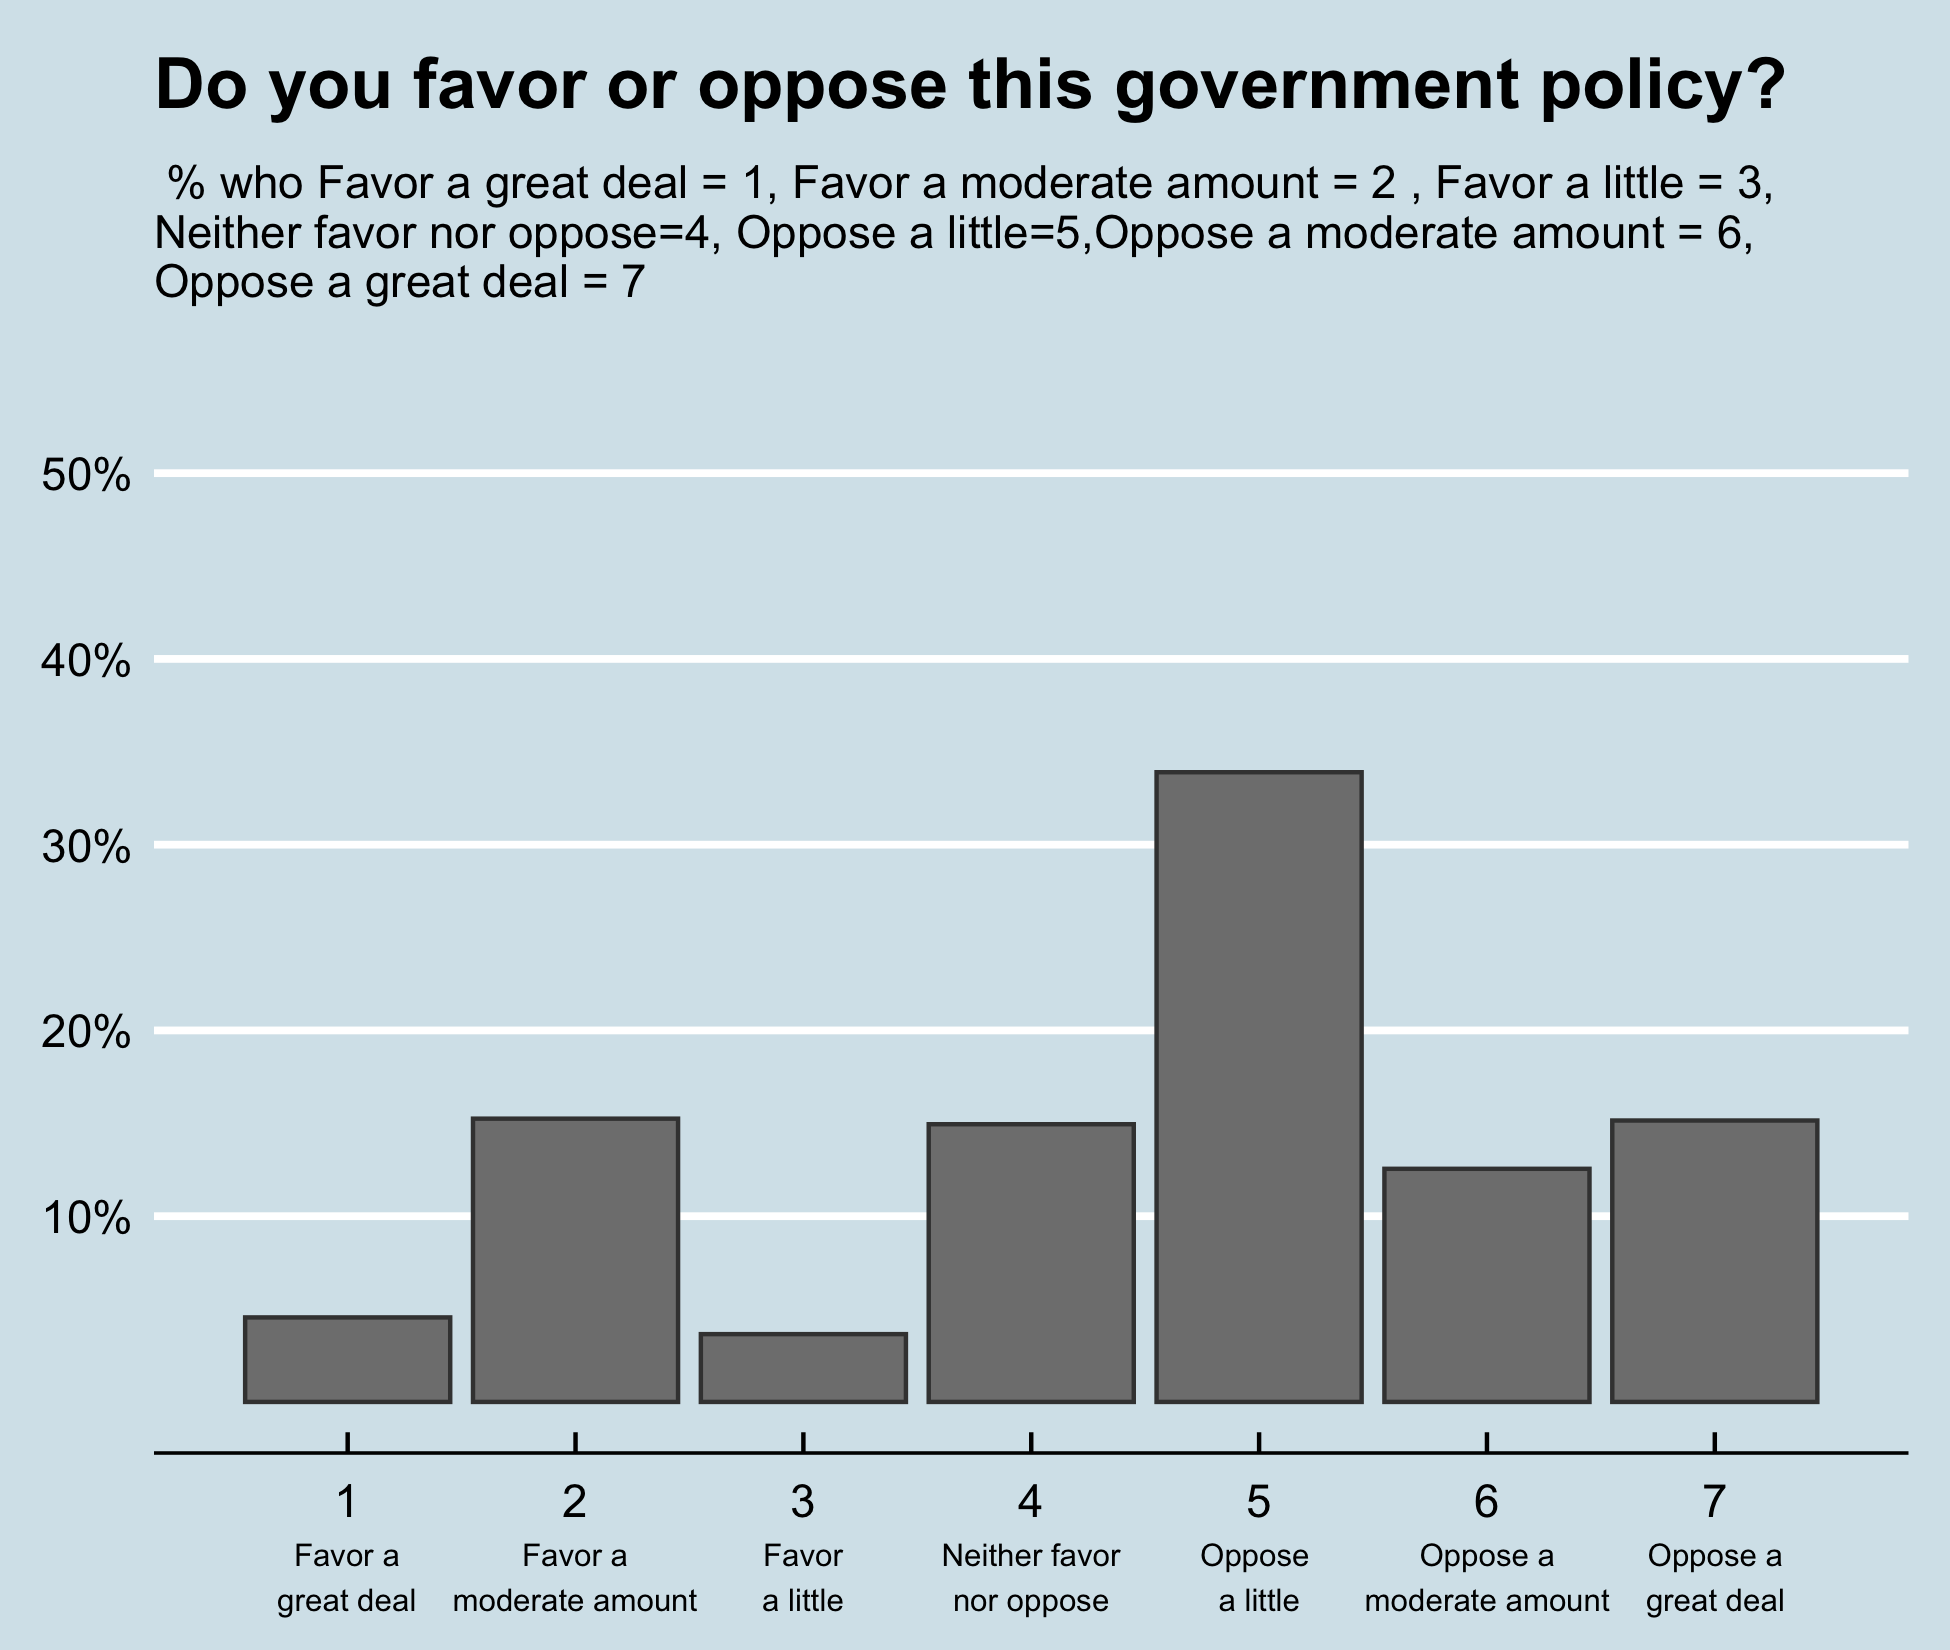 Do you favor or oppose this government policy?
% who Favor a great deal = 1, Favor a moderate amount = 2 , Favor a little = 3,
Neither favor nor oppose=4, Oppose a little=5,Oppose a moderate amount = 6,
Oppose a great deal = 7
50%
40%
30%
20%
10%
1 2 3 4 5 6 7
Favor a Favor a Favor Neither favor Oppose Oppose a Oppose a
great deal moderate amount a little nor oppose a little moderate amount great deal